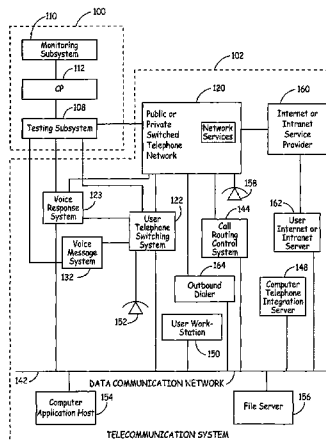 110
100
Monitoring
Subsystem
112
CP
108
Testing Subsystem
102
120
Public or
Private
Switched
Telephone
Network
Network
Services
160
Internet or
Intranet
Service
Provider
158
123
Voice
Response
System
122
User
Telephone
Switching
System
144
Call
Routing
Control
System
162
User
Internet or
Intranet
Server
Voice
Message
System
132
164
Outbound
Dialer
148
Computer
Telephone
Integration
Server
152
User Work-
Station
150
142
DATA COMMUNICATION NETWORK
Computer
Application Host
154
File Server
156
TELECOMMUNICATION SYSTEM